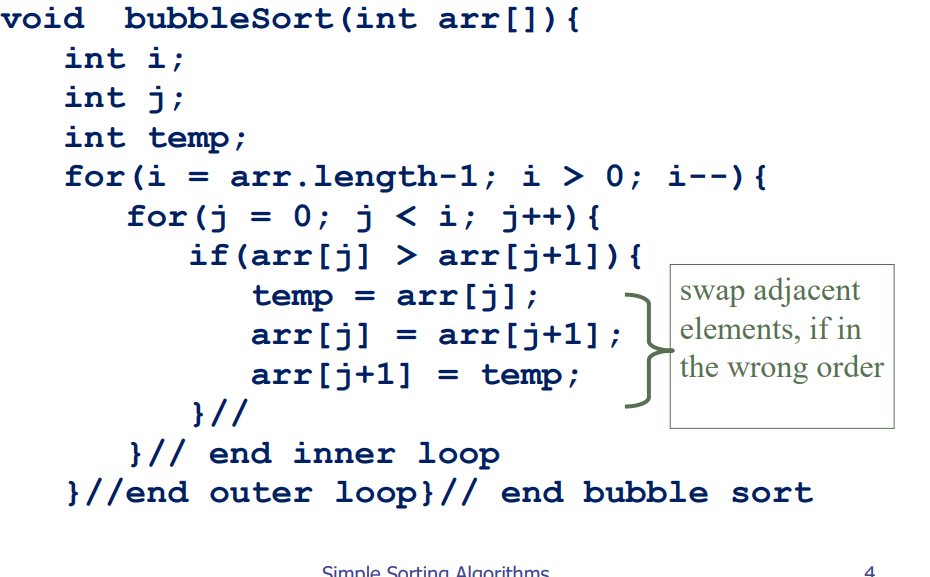 void  bubbleSort(int arr[]){
int i;
int j;
int temp;
for(i = arr.length-1; i > 0; i--){
for(j = 0; j < i; j++){
if(arr[j] > arr[j+1]){
temp = arr[j];
arr[j] = arr[j+1];
arr[j+1] = temp;
}//
}// end inner loop
}//end outer loop}// end bubble sort
swap adjacent
elements, if in
the wrong order
Simple Sorting Algorithms
4